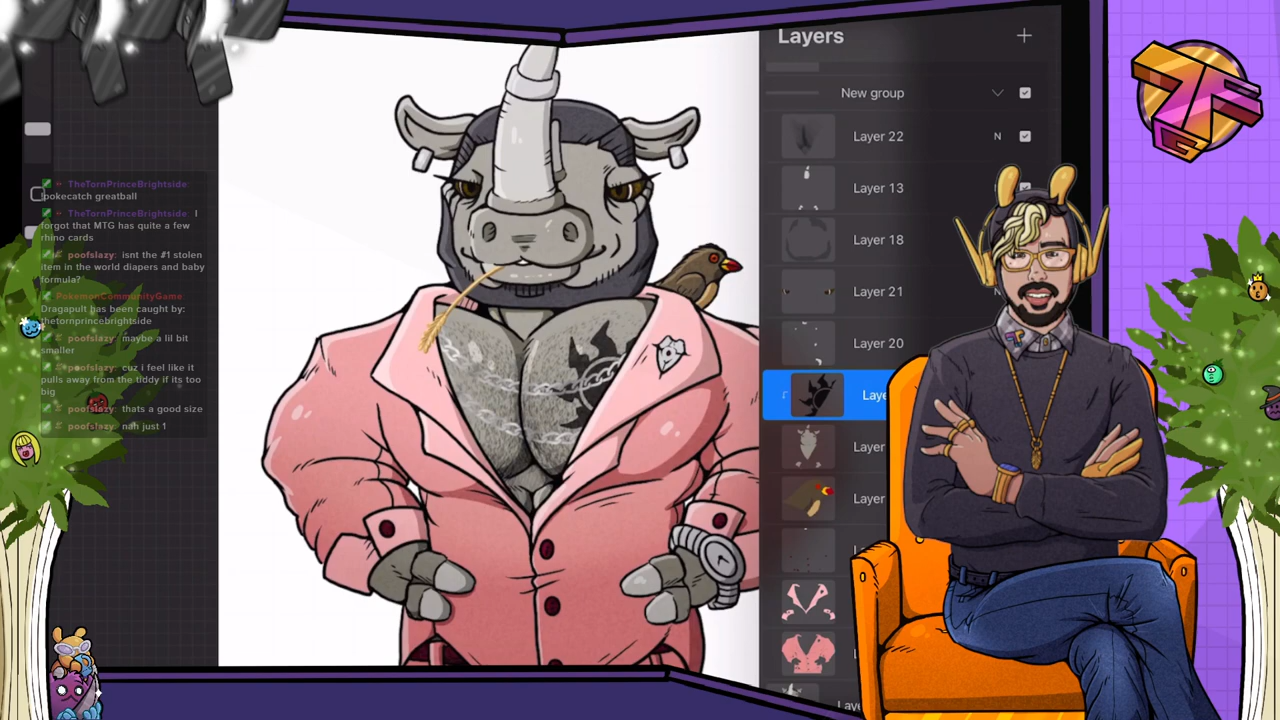 TheTornPrinceBrightside:
!pokecatch greatball
TheTornPrinceBrightside: I
forgot that MTG has quite a few
rhino cards
poofslazy: isnt the #1 stolen
item in the world diapers and baby
formula?
PokemonCommunityGame
Dragapult has been caught by:
thetornprincebrightside
poofslazy: maybe a lil bit
smaller
poofslazy: cuz i feel like it
pulls away from the tiddy if its too
big
poofslazy: thats a good size
poofslazy: nah just 1
Layers
New group
Layer 22
N
Layer 13
Layer 18
Layer 21
Layer 20
Laye
Layer
Layer
Laye